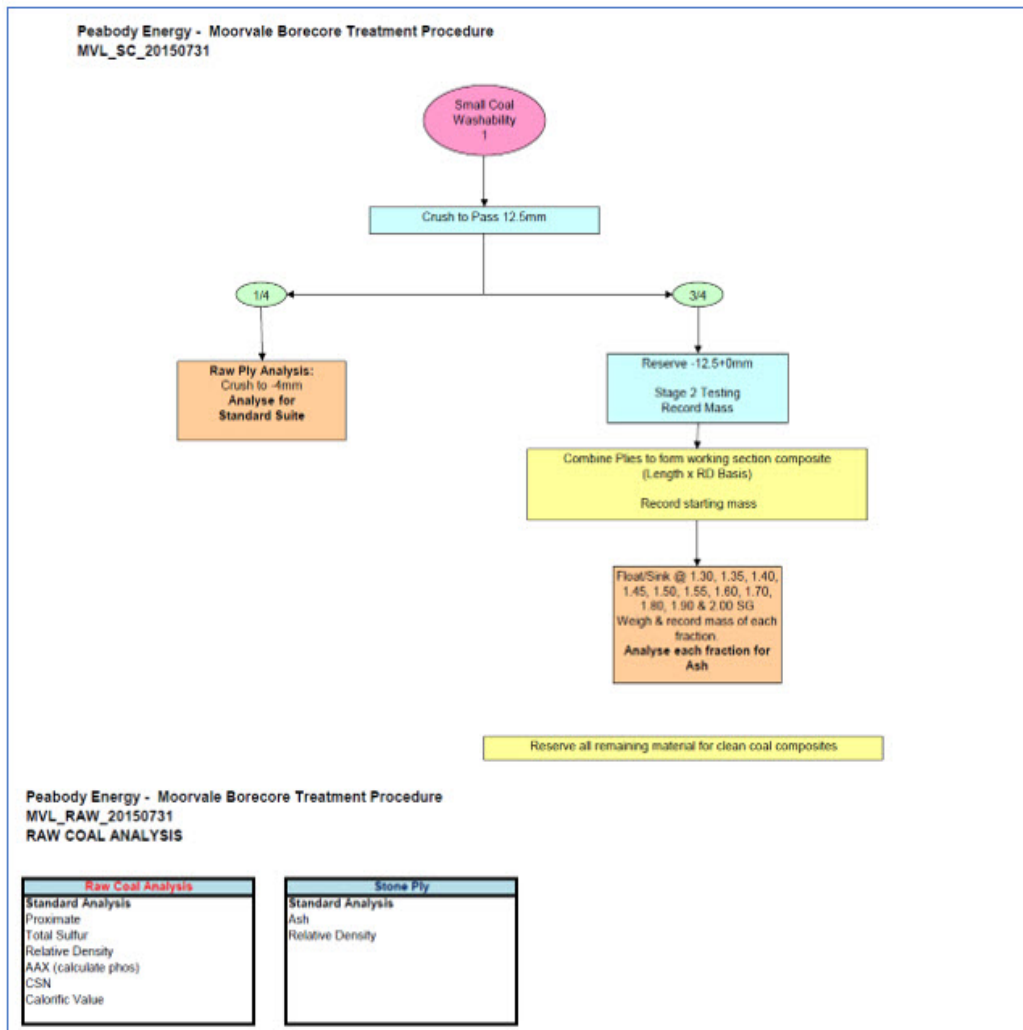 Peabody Energy - Moorvale Borecore Treatment Procedure
MVL_SC_20150731
Small Coal
Washability
1
Crush to Pass 12.5mm
1/4
3/4
Raw Ply Analysis:
Crush to -4mm
Analyse for
Standard Suite
Reserve -12.5+0mm
Stage 2 Testing
Record Mass
Combine Plies to form working section composite
(Length x RD Basis)
Record starting mass
Float/Sink @ 1.30, 1.35, 1.40,
1.45, 1.50, 1.55, 1.60, 1.70,
1.80, 1.90 & 2.00 SG
Weigh & record mass of each
fraction.
Analyse each fraction for
Ash
Reserve all remaining material for clean coal composites
Peabody Energy - Moorvale Borecore Treatment Procedure
MVL_RAW_20150731
RAW COAL ANALYSIS
Raw Coal Analysis
Standard Analysis
Proximate
Total Sulfur
Relative Density
AAX (calculate phos)
CSN
Calorific Value
Stone Ply
Standard Analysis
Ash
Relative Density